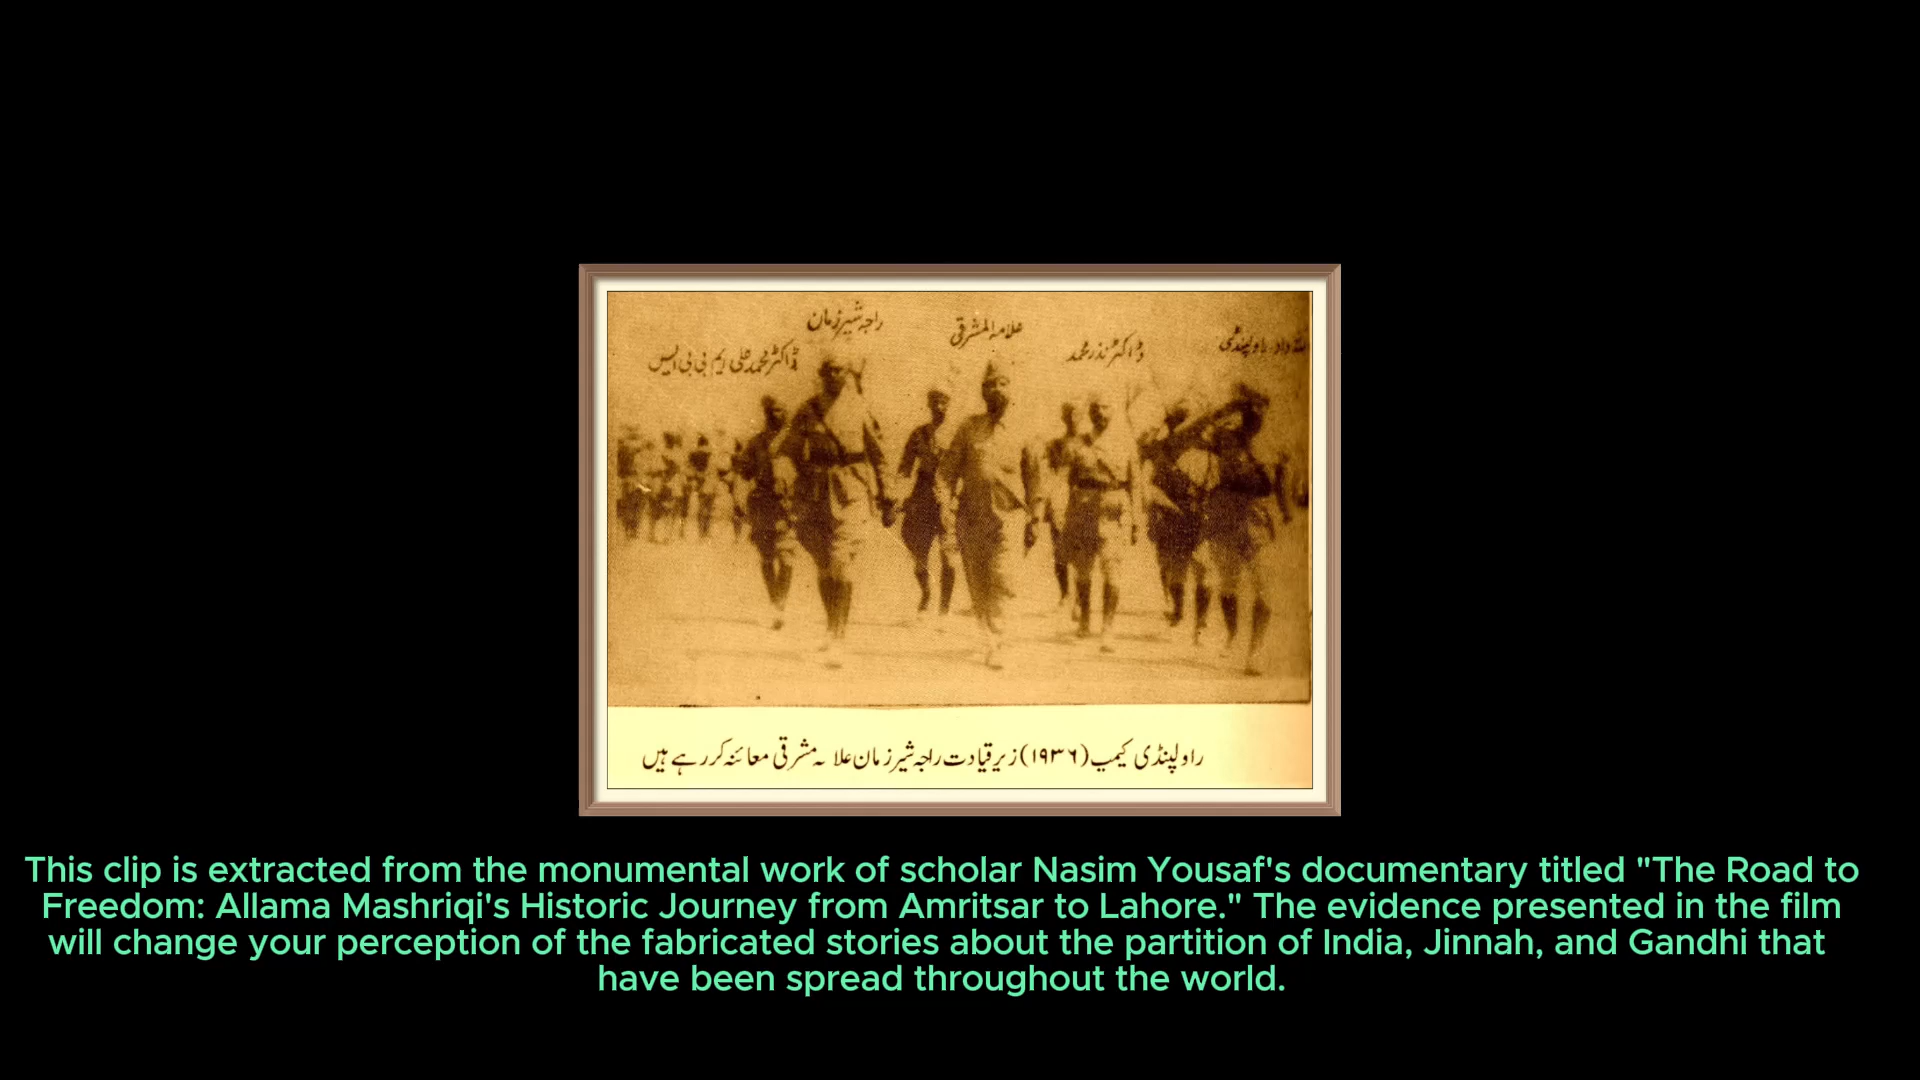 راجہ شیر زمان
علامہ المشرقی
ڈاکٹر نذر محمد
داد راولپنڈی
ڈاکٹر محمد علی ایم بی بی ایس
راولپنڈی کیمپ (۱۹۳۶) زیر قیادت راجہ شیر زمان علامہ مشرقی معائنہ کر رہے ہیں
This clip is extracted from the monumental work of scholar Nasim Yousaf's documentary titled "The Road to
Freedom: Allama Mashriqi's Historic Journey from Amritsar to Lahore." The evidence presented in the film
will change your perception of the fabricated stories about the partition of India, Jinnah, and Gandhi that
have been spread throughout the world.